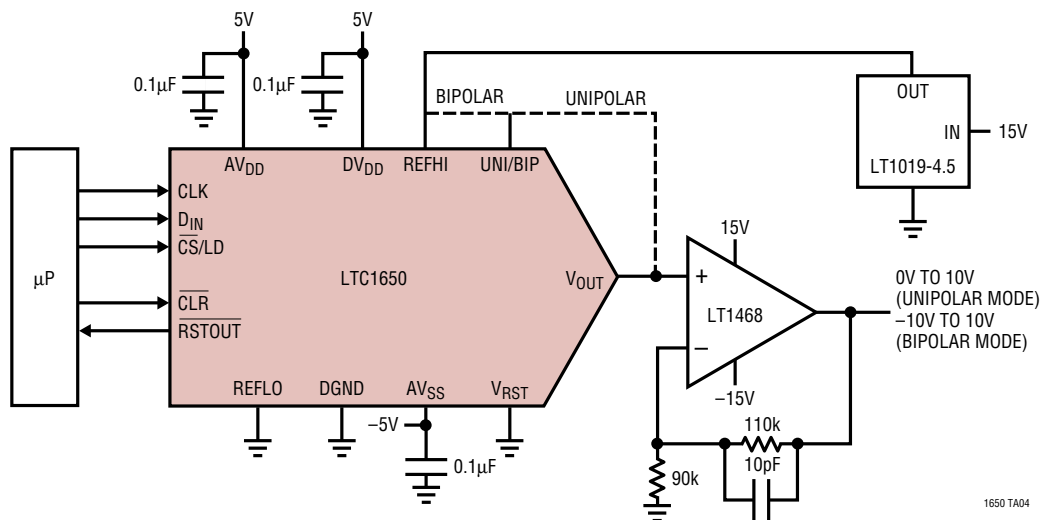 5V
5V
0.1µF
0.1µF
BIPOLAR
UNIPOLAR
OUT
IN
15V
LT1019-4.5
AVDD
DVDD
REFHI
UNI/BIP
µP
CLK
DIN
CS/LD
CLR
RSTOUT
LTC1650
VOUT
REFLO
DGND
AVSS
VRST
–5V
0.1µF
15V
+
LT1468
–
–15V
0V TO 10V
(UNIPOLAR MODE)
–10V TO 10V
(BIPOLAR MODE)
110k
10pF
90k
1650 TA04